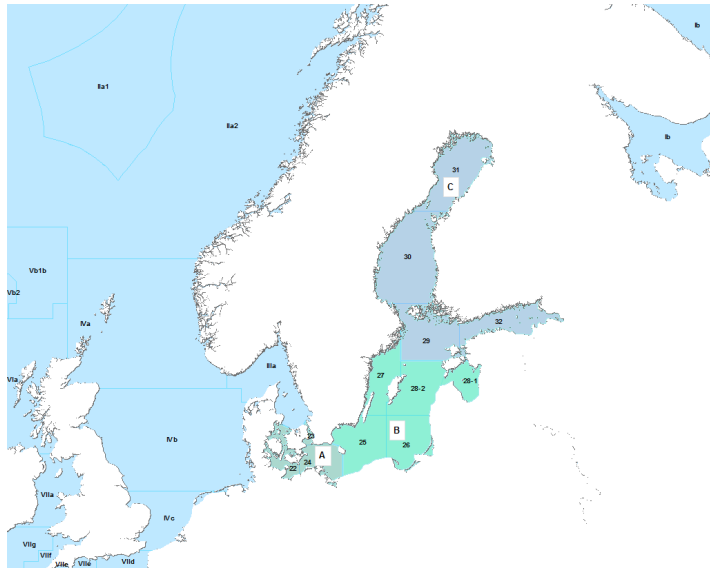 Ib
IIa1
IIa2
Ib
31
C
30
Vb1b
Vb2
IVa
32
29
IIIa
VIa
27
28-2
28-1
23
B
25
IVb
26
A
24
22
VIIa
IVc
VIIg
VIIf
VIIe
VIIe
VIId